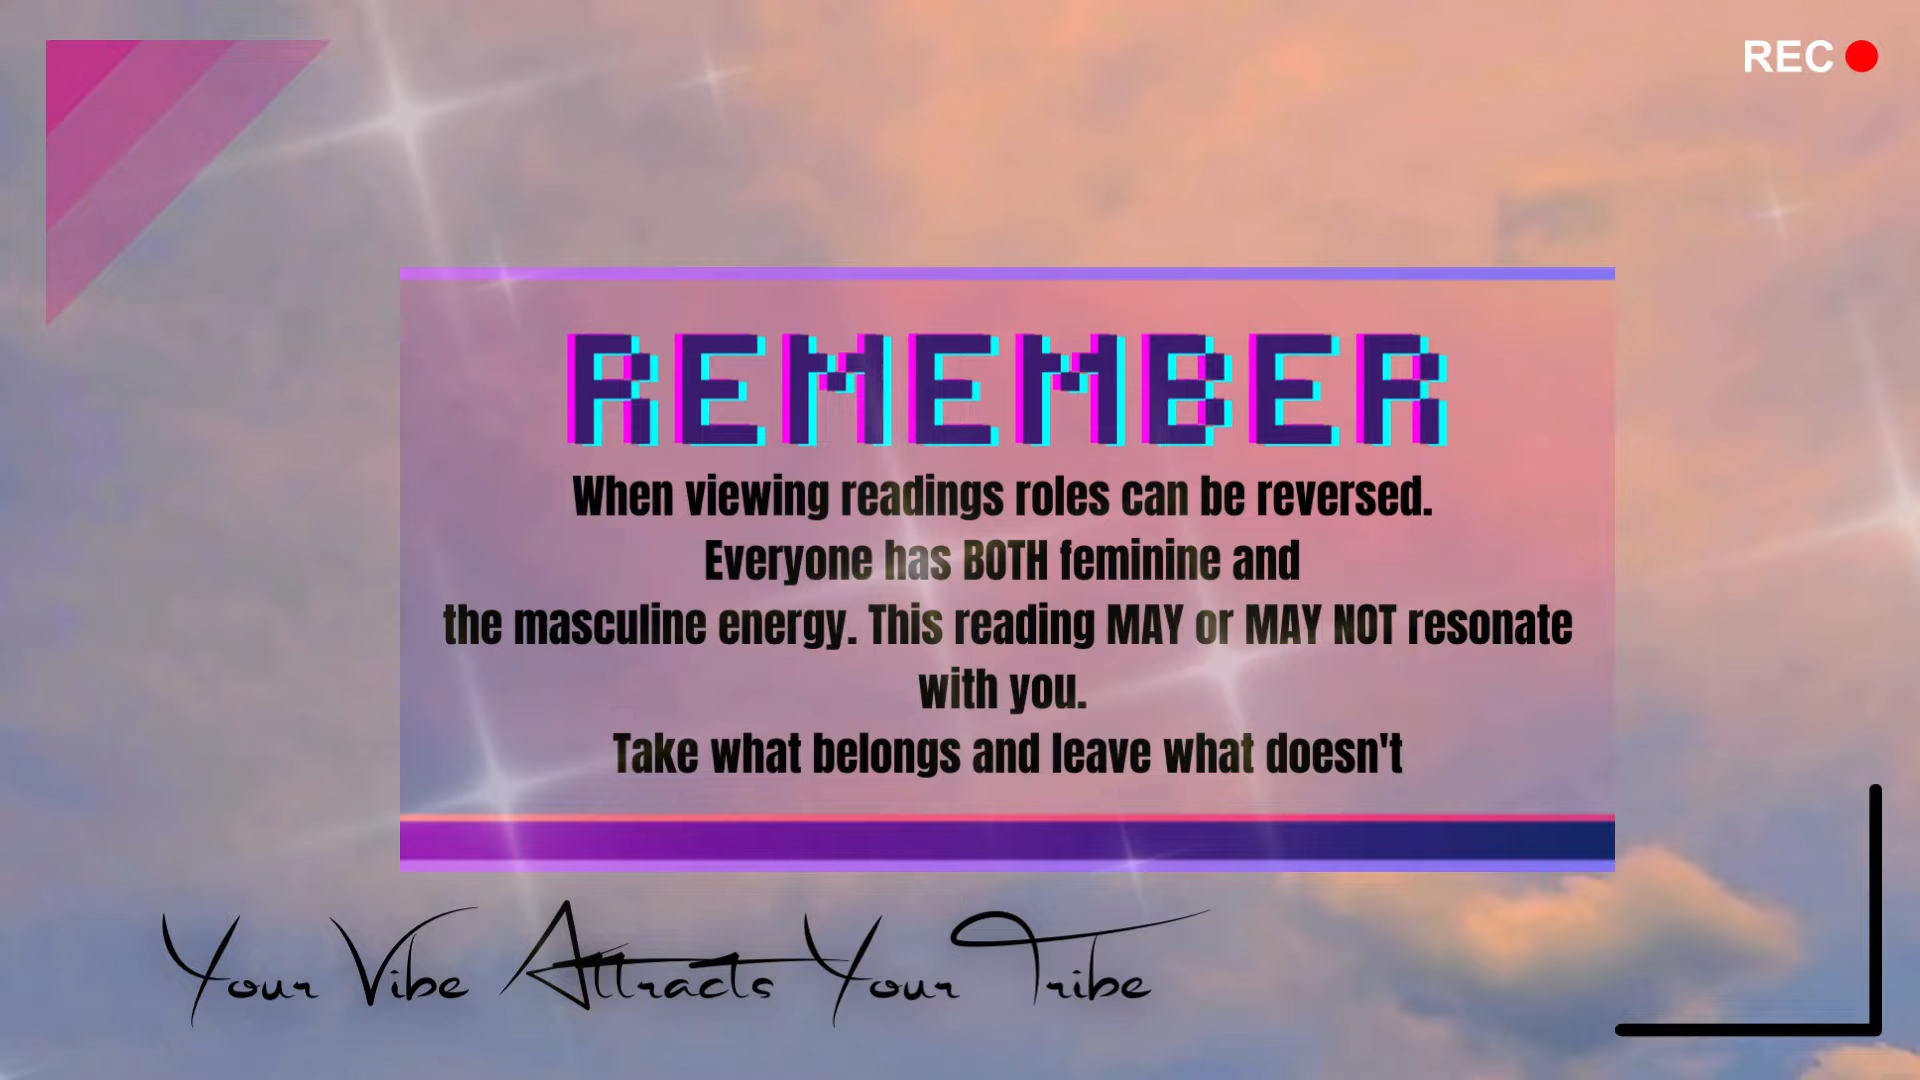 REC
REMEMBER
When viewing readings roles can be reversed.
Everyone has BOTH feminine and
the masculine energy. This reading MAY or MAY NOT resonate
with you.
Take what belongs and leave what doesn't
Your Vibe Attracts Your Tribe